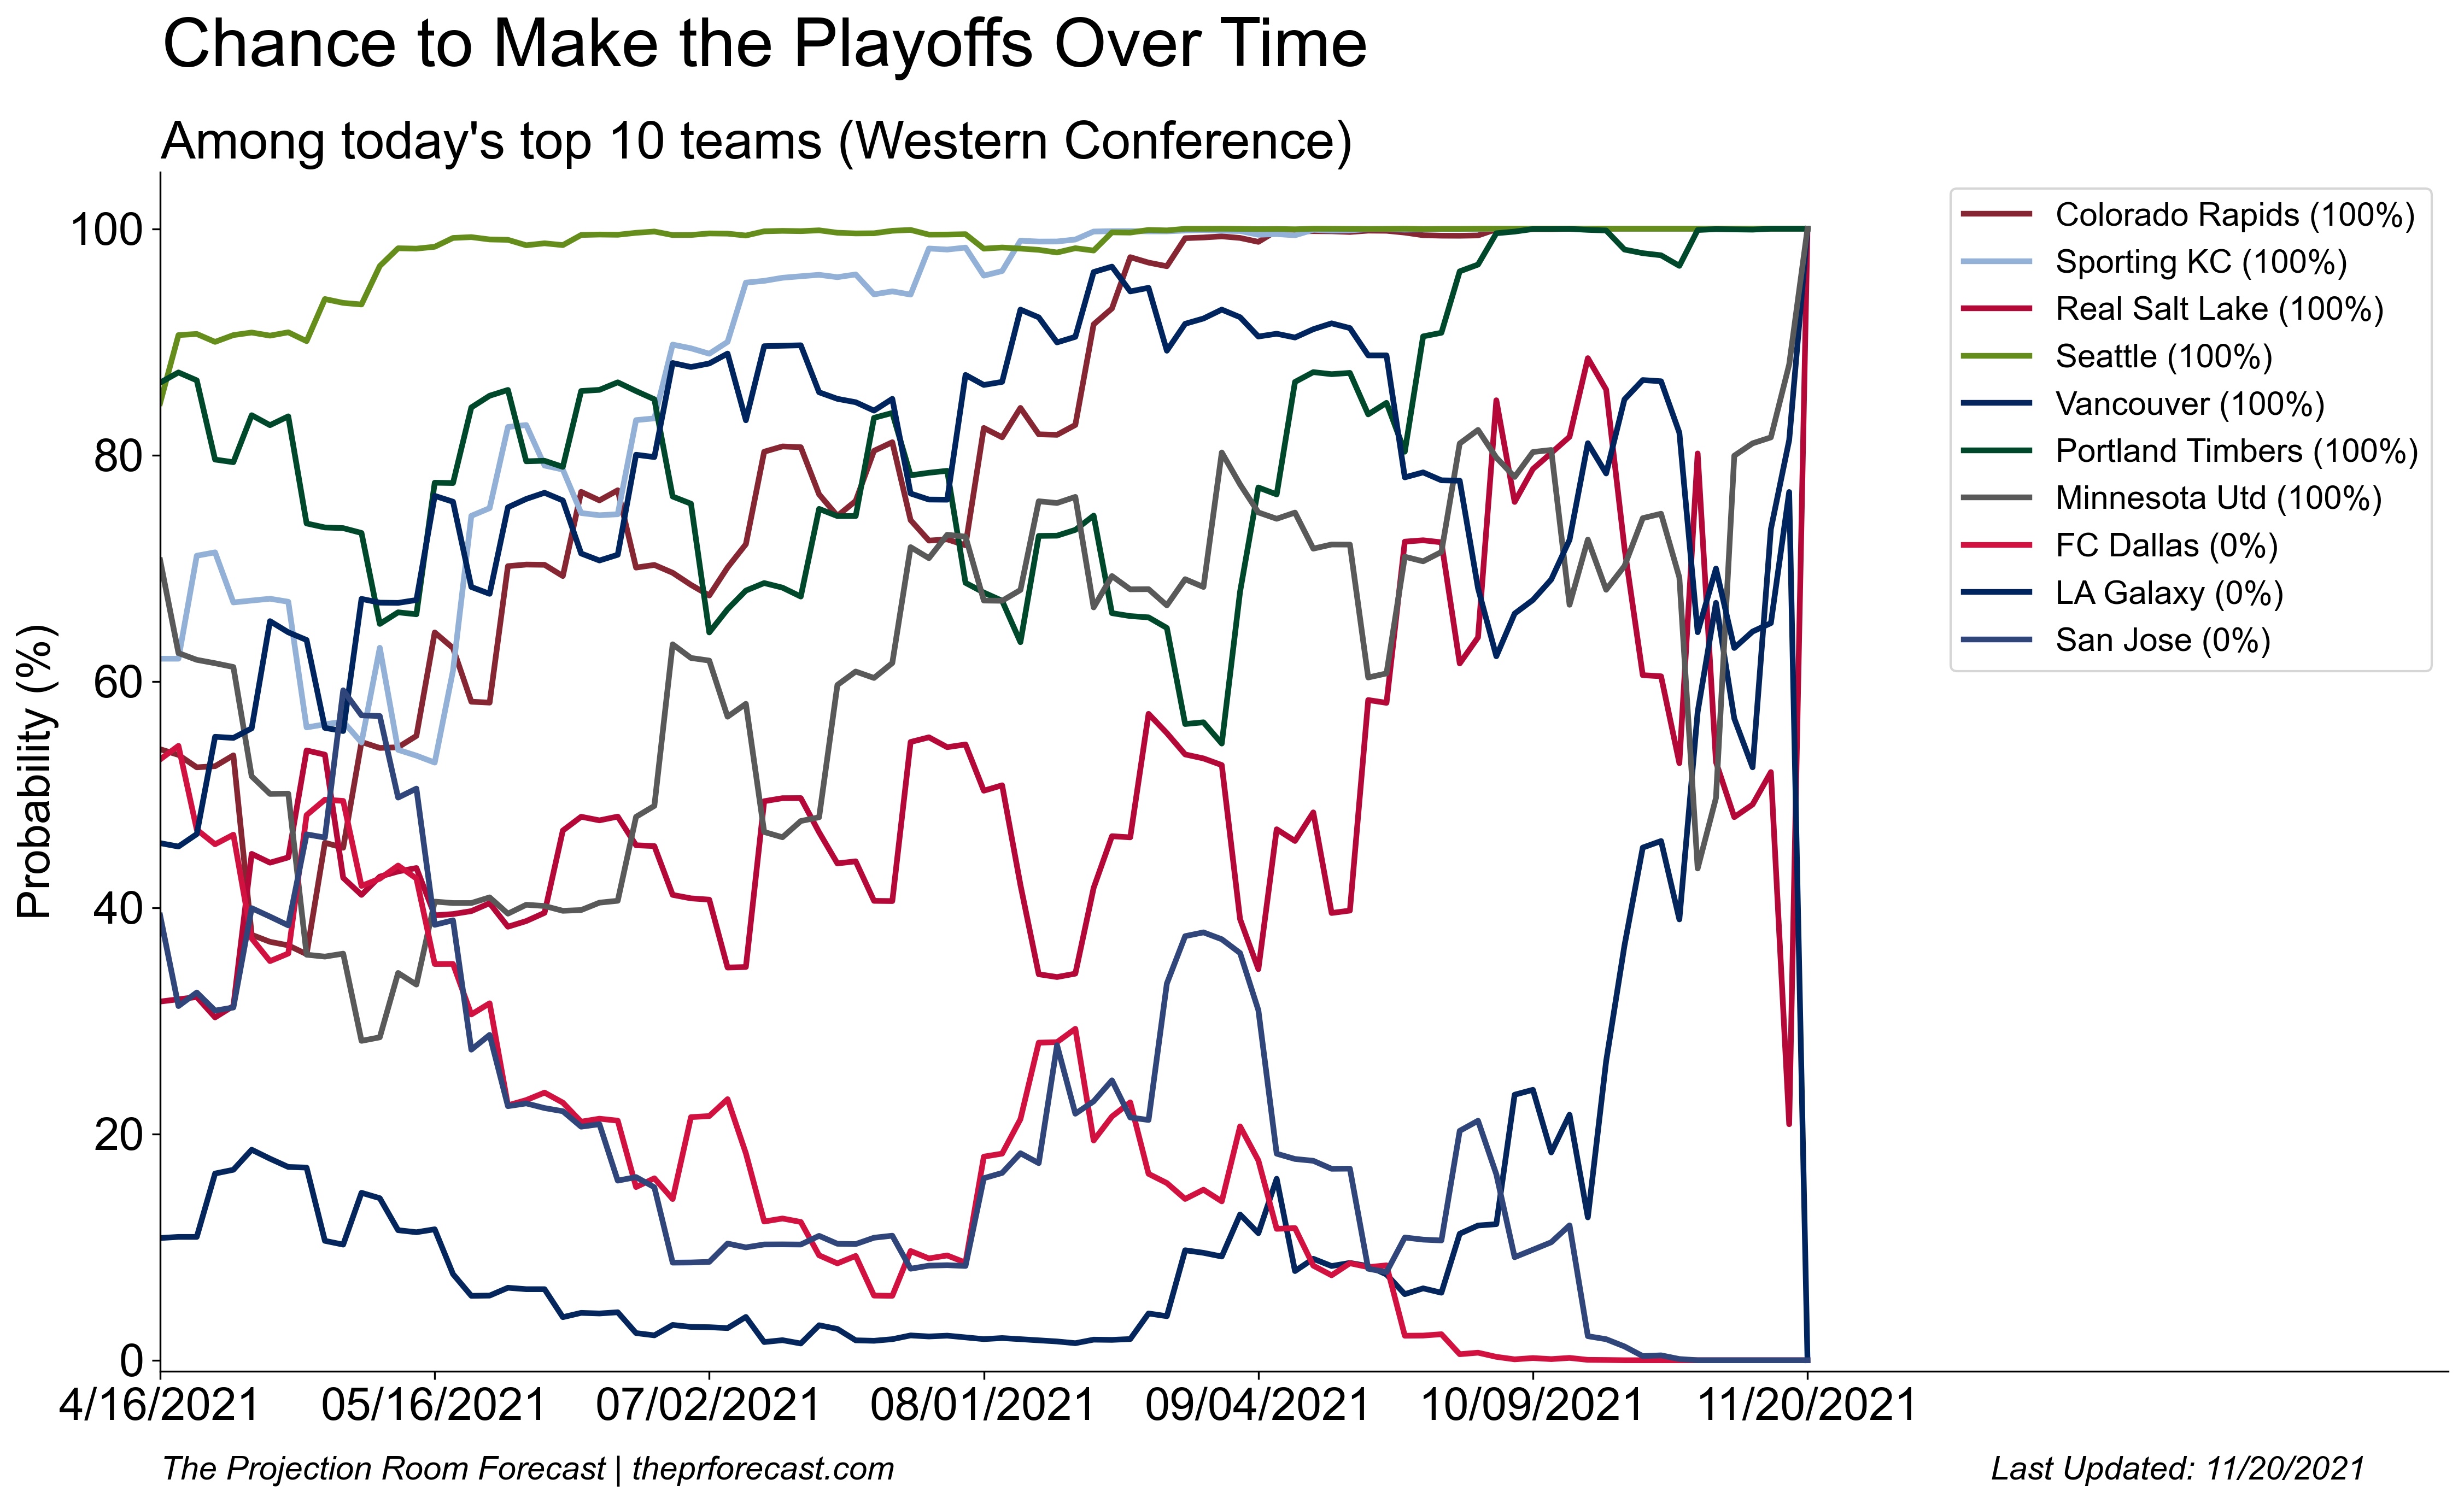 Chance to Make the Playoffs Over Time
Among today's top 10 teams (Western Conference)
Probability (%)
100
80
60
40
20
0
4/16/2021 05/16/2021 07/02/2021 08/01/2021 09/04/2021 10/09/2021 11/20/2021
Colorado Rapids (100%)
Sporting KC (100%)
Real Salt Lake (100%)
Seattle (100%)
Vancouver (100%)
Portland Timbers (100%)
Minnesota Utd (100%)
FC Dallas (0%)
LA Galaxy (0%)
San Jose (0%)
The Projection Room Forecast | theprforecast.com
Last Updated: 11/20/2021